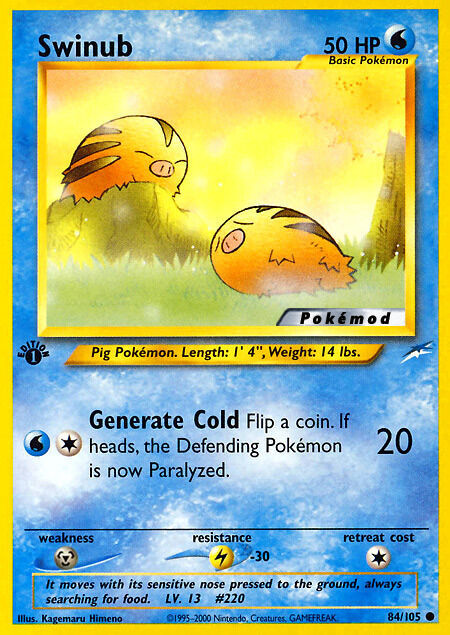 Swinub 50 HP
Basic Pokémon
Pokémod
EDITION 1
Pig Pokémon. Length: 1' 4", Weight: 14 lbs.
Generate Cold Flip a coin. If
heads, the Defending Pokémon
is now Paralyzed.
20
weakness resistance retreat cost
-30
It moves with its sensitive nose pressed to the ground, always
searching for food. LV. 13 #220
Illus. Kagemaru Himeno ©1995-2000 Nintendo, Creatures, GAMEFREAK. 84/105